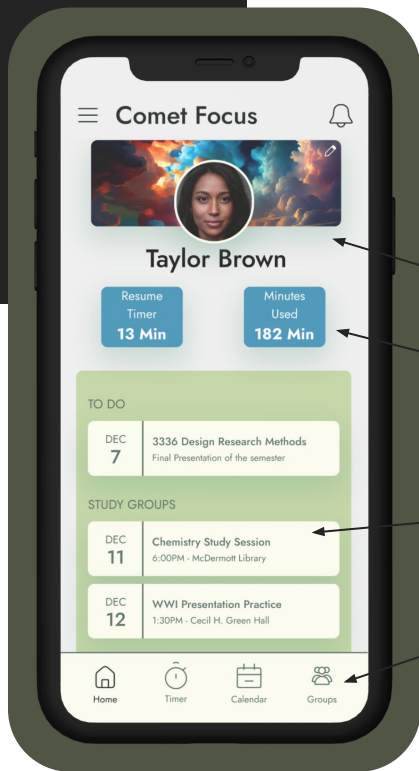 Comet Focus
Taylor Brown
Resume
Timer
13 Min
Minutes
Used
182 Min
TO DO
DEC
7
3336 Design Research Methods
Final Presentation of the semester
STUDY GROUPS
DEC
11
Chemistry Study Session
6:00PM - McDermott Library
DEC
12
WWI Presentation Practice
1:30PM - Cecil H. Green Hall
Home
Timer
Calendar
Groups